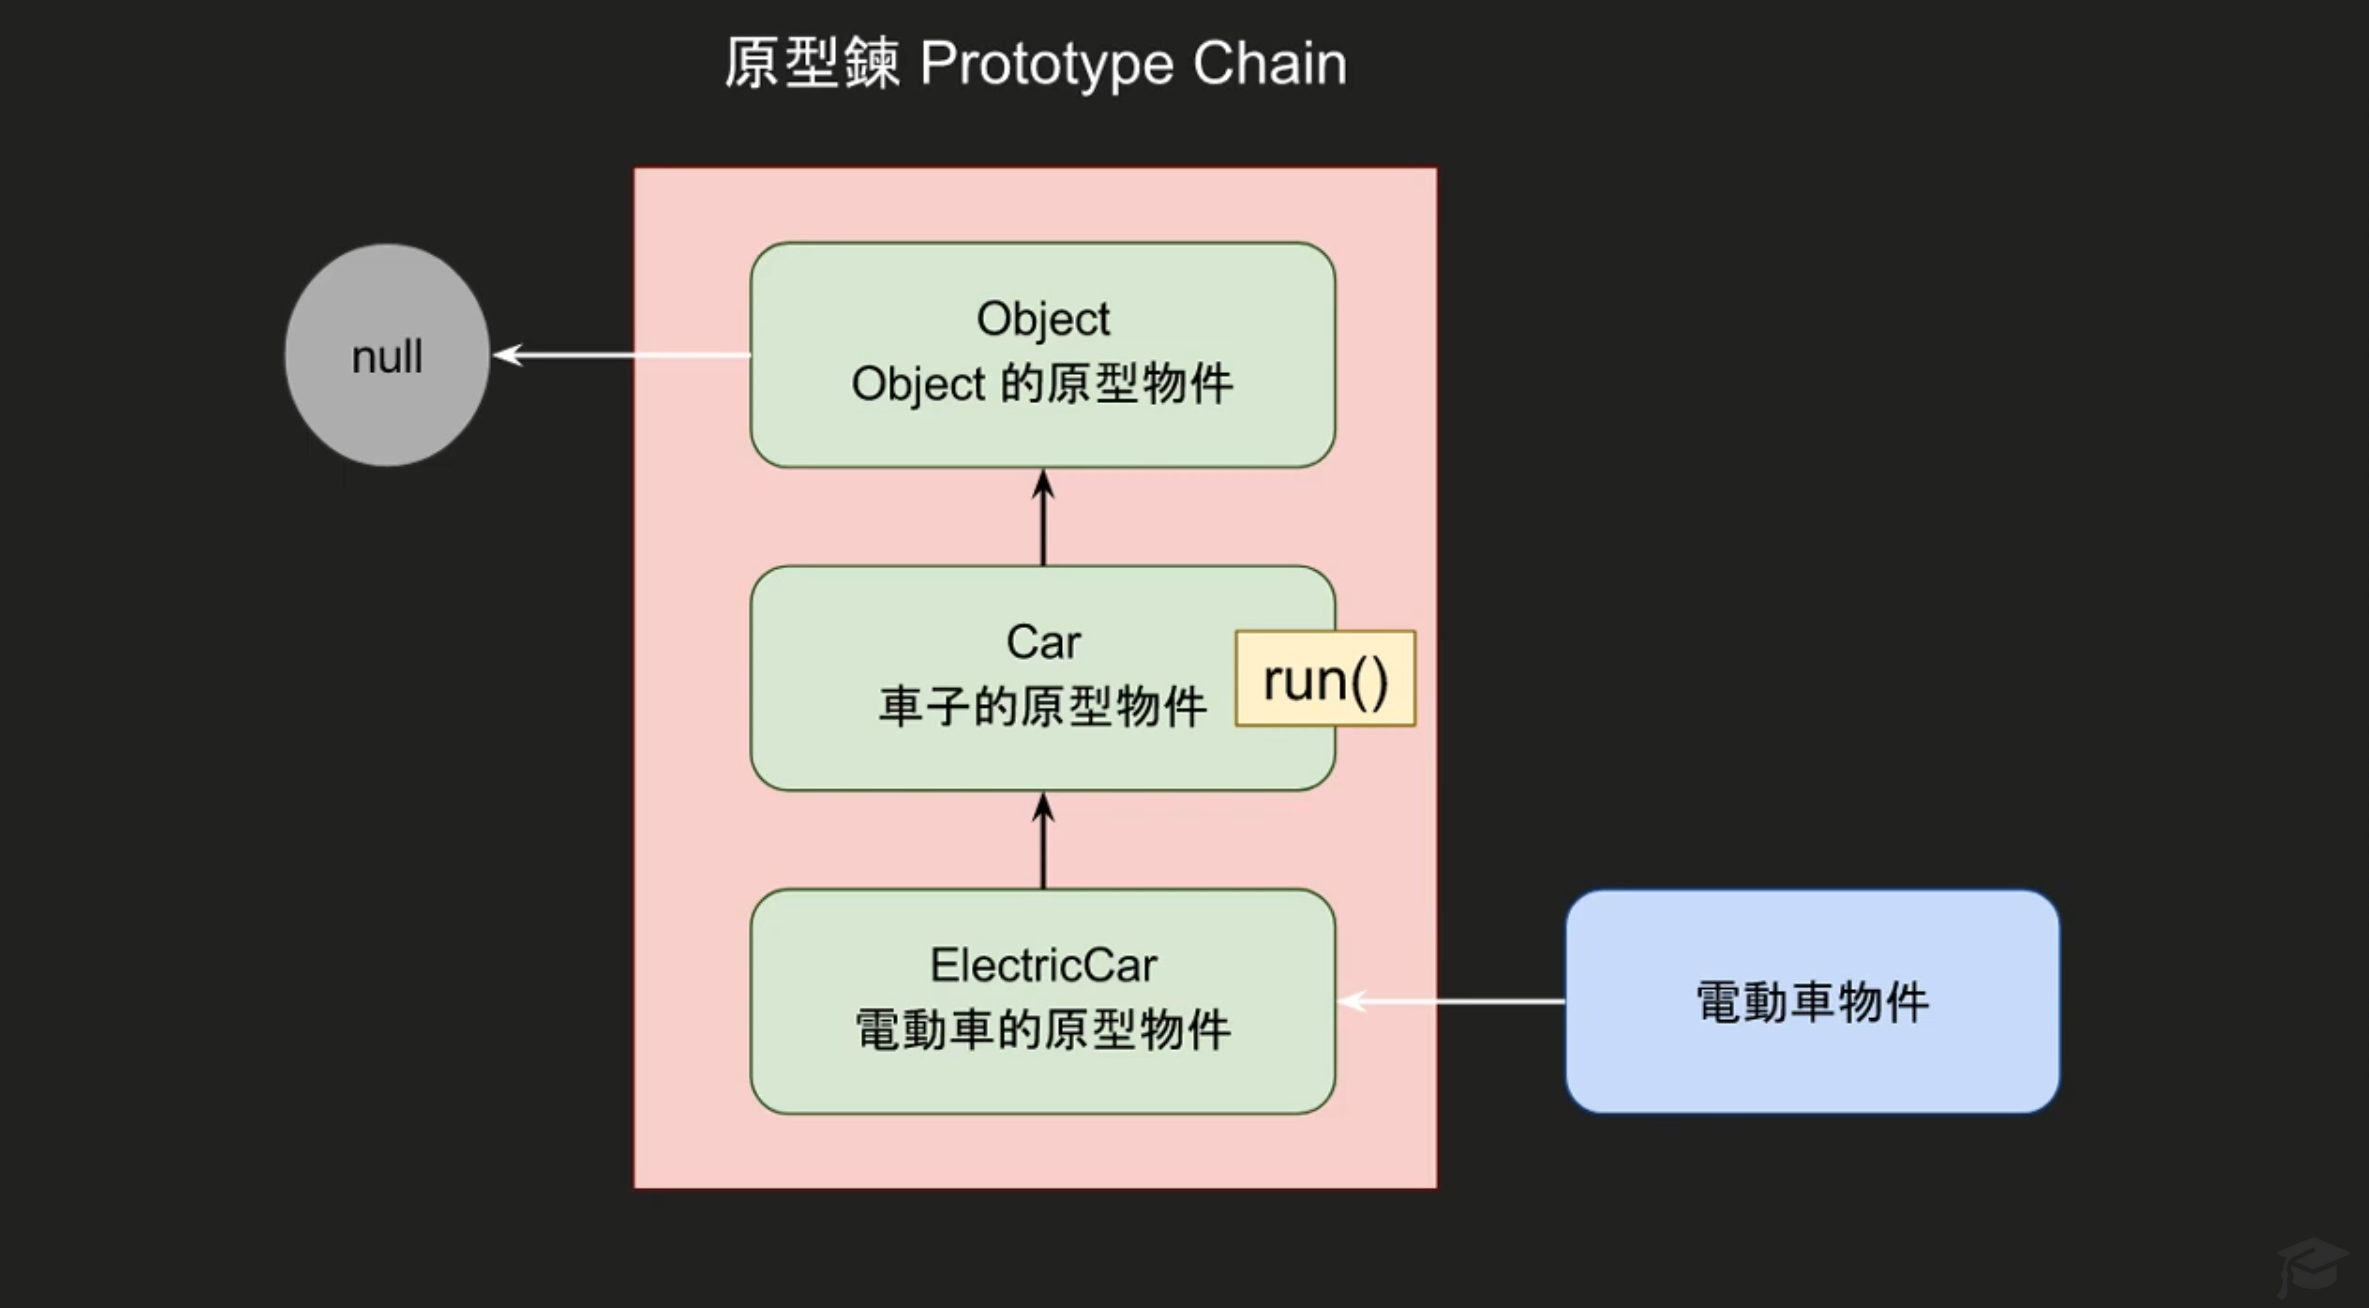 原型鍊 Prototype Chain
null
Object
Object 的原型物件
Car
車子的原型物件
run()
ElectricCar
電動車的原型物件
電動車物件